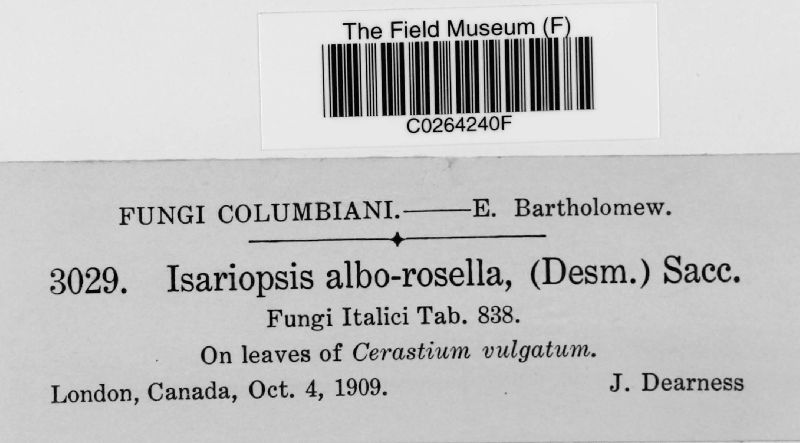 The Field Museum (F)
C0264240F
FUNGI COLUMBIANI.——E. Bartholomew.
3029. Isariopsis albo-rosella, (Desm.) Sacc.
Fungi Italici Tab. 838.
On leaves of Cerastium vulgatum.
London, Canada, Oct. 4, 1909. J. Dearness